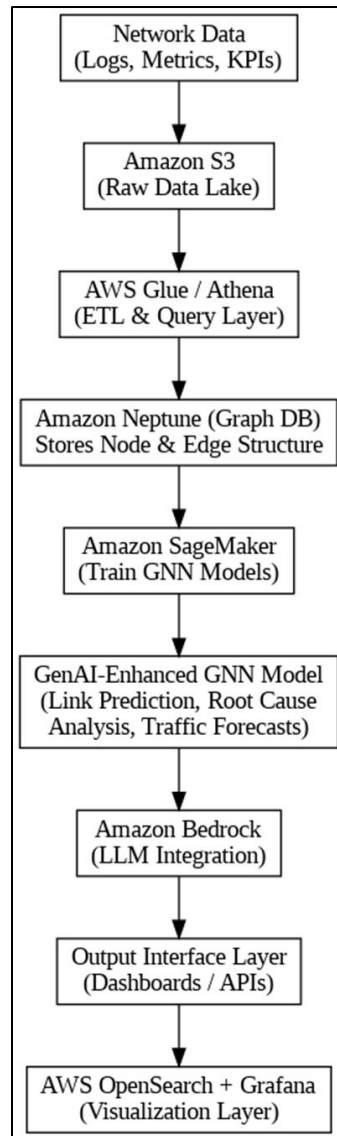 Network Data
(Logs, Metrics, KPIs)
Amazon S3
(Raw Data Lake)
AWS Glue / Athena
(ETL & Query Layer)
Amazon Neptune (Graph DB)
Stores Node & Edge Structure
Amazon SageMaker
(Train GNN Models)
GenAI-Enhanced GNN Model
(Link Prediction, Root Cause
Analysis, Traffic Forecasts)
Amazon Bedrock
(LLM Integration)
Output Interface Layer
(Dashboards / APIs)
AWS OpenSearch + Grafana
(Visualization Layer)